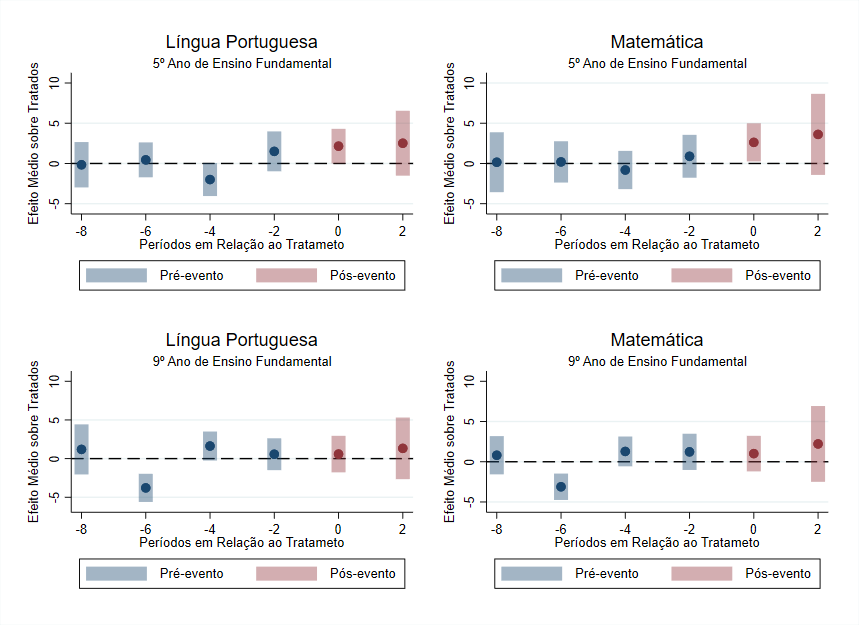 Língua Portuguesa
5º Ano de Ensino Fundamental
Efeito Médio sobre Tratados
10
5
0
-5
-8 -6 -4 -2 0 2
Períodos em Relação ao Tratameto
Pré-evento Pós-evento
Matemática
5º Ano de Ensino Fundamental
Efeito Médio sobre Tratados
10
5
0
-5
-8 -6 -4 -2 0 2
Períodos em Relação ao Tratameto
Pré-evento Pós-evento
Língua Portuguesa
9º Ano de Ensino Fundamental
Efeito Médio sobre Tratados
10
5
0
-5
-8 -6 -4 -2 0 2
Períodos em Relação ao Tratameto
Pré-evento Pós-evento
Matemática
9º Ano de Ensino Fundamental
Efeito Médio sobre Tratados
10
5
0
-5
-8 -6 -4 -2 0 2
Períodos em Relação ao Tratameto
Pré-evento Pós-evento